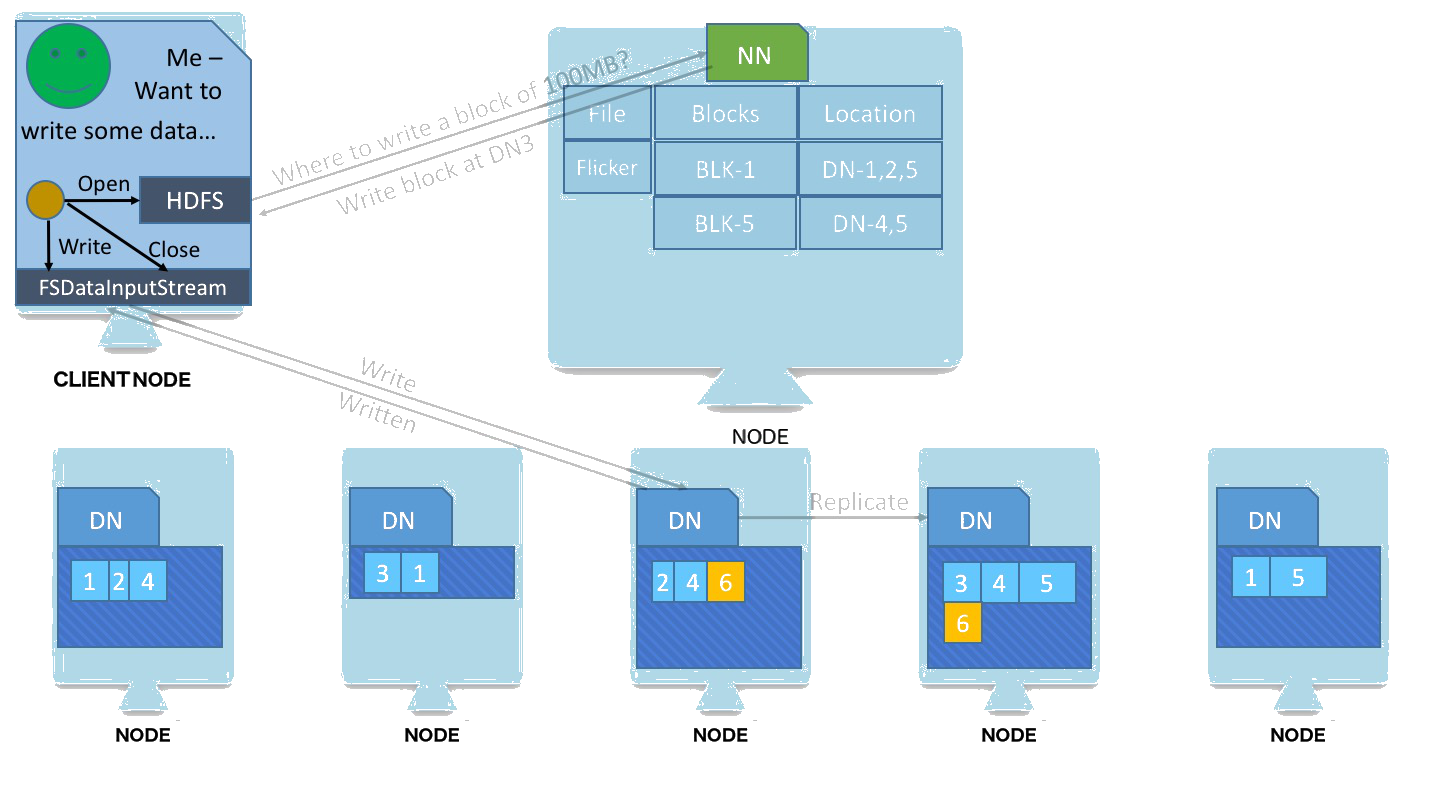 Me –
Want to
write some data...
Open
HDFS
Write
Close
FSDataInputStream
CLIENTNODE
Where to write a block of 100MB?
Write block at DN3
NN
File Blocks Location
Flicker BLK-1 DN-1,2,5
BLK-5 DN-4,5
NODE
Write
Written
Replicate
DN
1 2 4
NODE
DN
3 1
NODE
DN
2 4 6
NODE
DN
3 4 5
6
NODE
DN
1 5
NODE